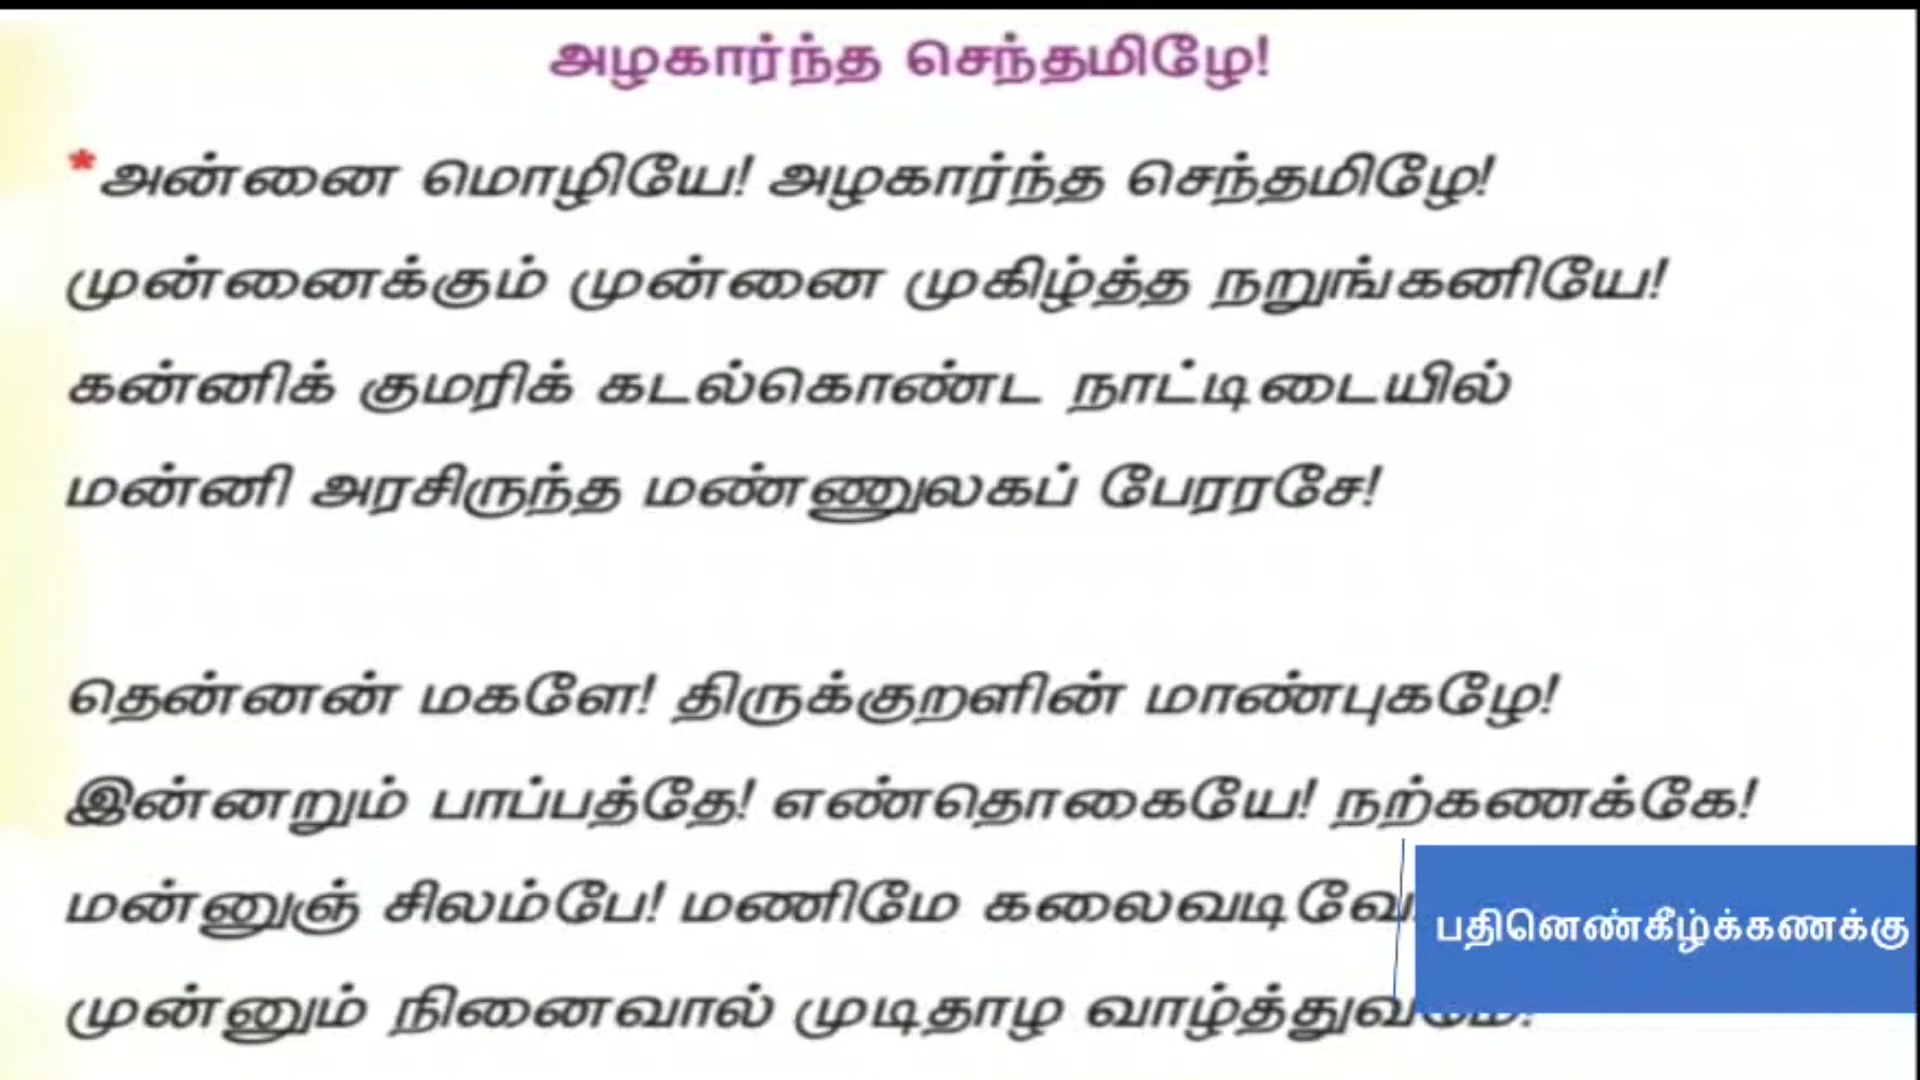 அழகார்ந்த செந்தமிழே!
*அன்னை மொழியே! அழகார்ந்த செந்தமிழே!
முன்னைக்கும் முன்னை முகிழ்த்த நறுங்கனியே!
கன்னிக் குமரிக் கடல்கொண்ட நாட்டிடையில்
மன்னி அரசிருந்த மண்ணுலகப் பேரரசே!
தென்னன் மகளே! திருக்குறளின் மாண்புகழே!
இன்னறும் பாப்பத்தே! எண்தொகையே! நற்கணக்கே!
மன்னுஞ் சிலம்பே! மணிமே கலைவடிவே!
முன்னும் நினைவால் முடிதாழ வாழ்த்துவமே!
பதினெண்கீழ்க்கணக்கு